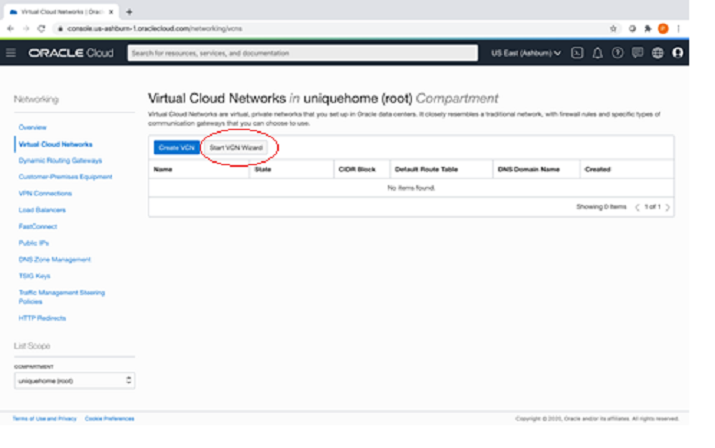 Virtual Cloud Networks | Orac
console.us-ashburn-1.oraclecloud.com/networking/vcns
ORACLE Cloud
Search for resources, services, and documentation
US East (Ashburn)
Networking
Overview
Virtual Cloud Networks
Dynamic Routing Gateways
Customer-Premises Equipment
VPN Connections
Load Balancers
FastConnect
Public IPs
DNS Zone Management
TSIG Keys
Traffic Management Steering
Policies
HTTP Redirects
List Scope
COMPARTMENT
uniquehome (root)
Virtual Cloud Networks in uniquehome (root) Compartment
Virtual Cloud Networks are virtual, private networks that you set up in Oracle data centers. It closely resembles a traditional network, with firewall rules and specific types of
communication gateways that you can choose to use.
Create VCN
Start VCN Wizard
Name State CIDR Block Default Route Table DNS Domain Name Created
No items found.
Showing 0 items 1 of 1
Terms of Use and Privacy Cookie Preferences
Copyright © 2020, Oracle and/or its affiliates. All rights reserved.